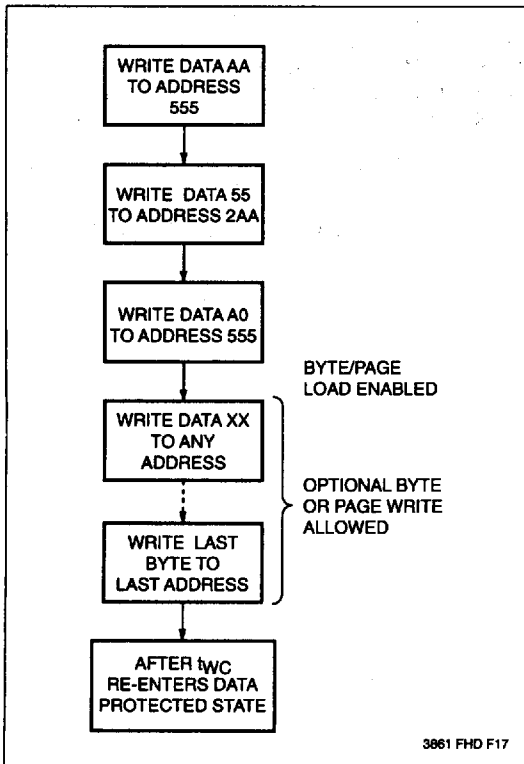 WRITE DATA AA
TO ADDRESS
555
WRITE DATA 55
TO ADDRESS 2AA
WRITE DATA A0
TO ADDRESS 555
BYTE/PAGE
LOAD ENABLED
WRITE DATA XX
TO ANY
ADDRESS
OPTIONAL BYTE
OR PAGE WRITE
ALLOWED
WRITE LAST
BYTE TO
LAST ADDRESS
AFTER tWC
RE-ENTERS DATA
PROTECTED STATE
3861 FHD F17